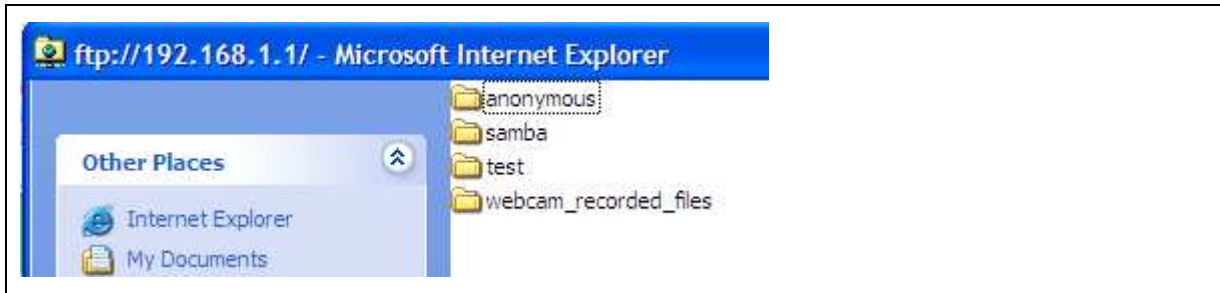 ftp://192.168.1.1/ - Microsoft Internet Explorer
Other Places
Internet Explorer
My Documents
anonymous
samba
test
webcam_recorded_files